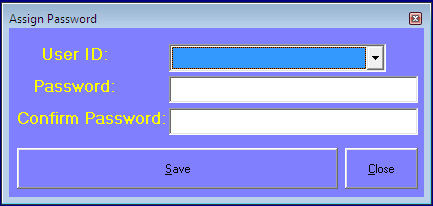 Assign Password
User ID:
Password:
Confirm Password:
Save Close